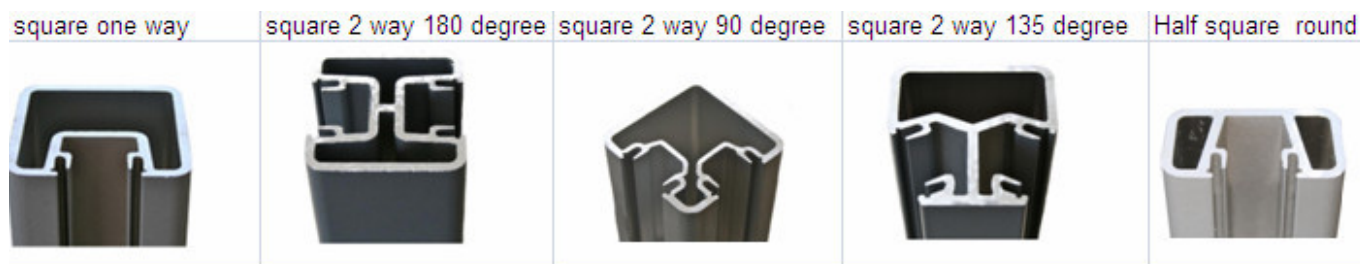 square one way
square 2 way 180 degree
square 2 way 90 degree
square 2 way 135 degree
Half square round